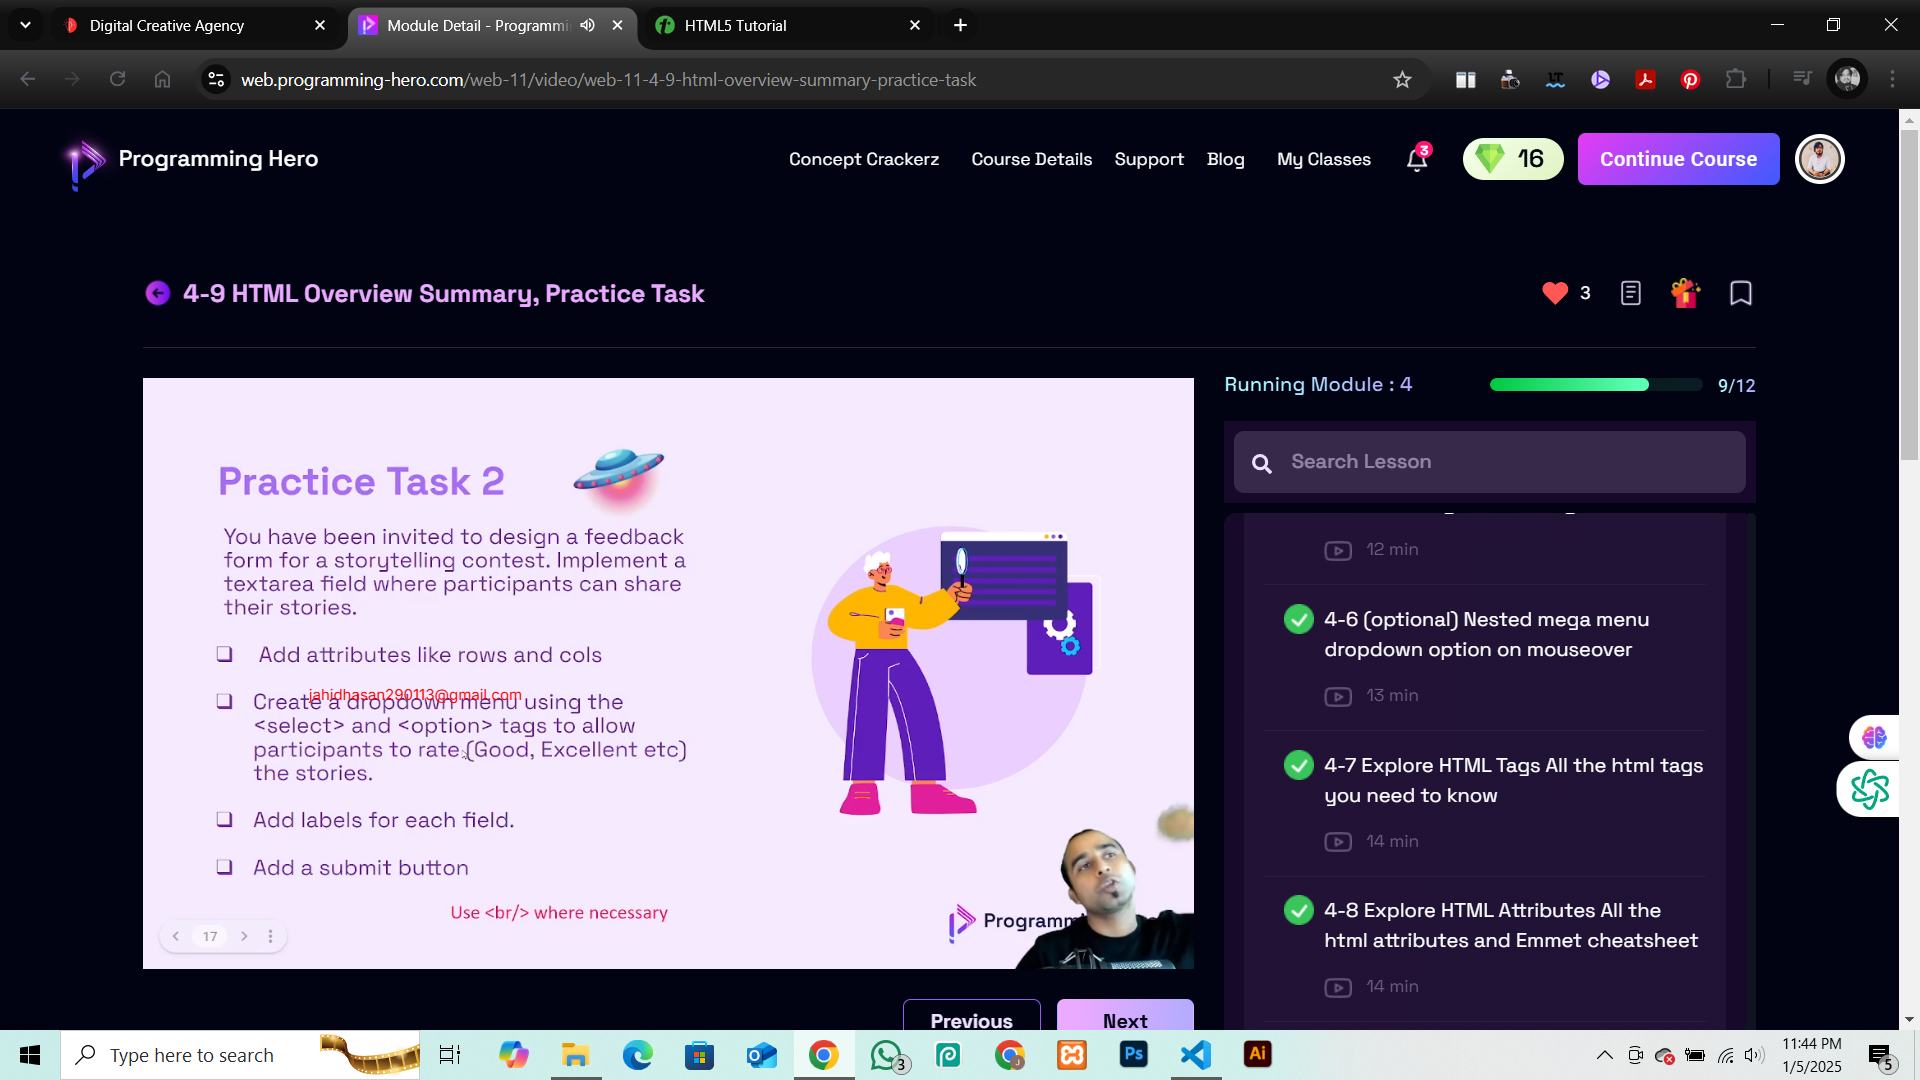 Digital Creative Agency
Module Detail - Programmi
HTML5 Tutorial
web.programming-hero.com/web-11/video/web-11-4-9-html-overview-summary-practice-task
Programming Hero
Concept Crackerz
Course Details
Support
Blog
My Classes
3
16
Continue Course
4-9 HTML Overview Summary, Practice Task
3
Running Module : 4
9/12
Search Lesson
Practice Task 2
You have been invited to design a feedback
form for a storytelling contest. Implement a
textarea field where participants can share
their stories.
❏ Add attributes like rows and cols
jahidhasan290113@gmail.com
❏ Create a dropdown menu using the
<select> and <option> tags to allow
participants to rate (Good, Excellent etc)
the stories.
❏ Add labels for each field.
❏ Add a submit button
Use <br/> where necessary
17
Programm
12 min
4-6 (optional) Nested mega menu
dropdown option on mouseover
13 min
4-7 Explore HTML Tags All the html tags
you need to know
14 min
4-8 Explore HTML Attributes All the
html attributes and Emmet cheatsheet
14 min
Previous
Next
Type here to search
3
Ps
Ai
11:44 PM
1/5/2025
5